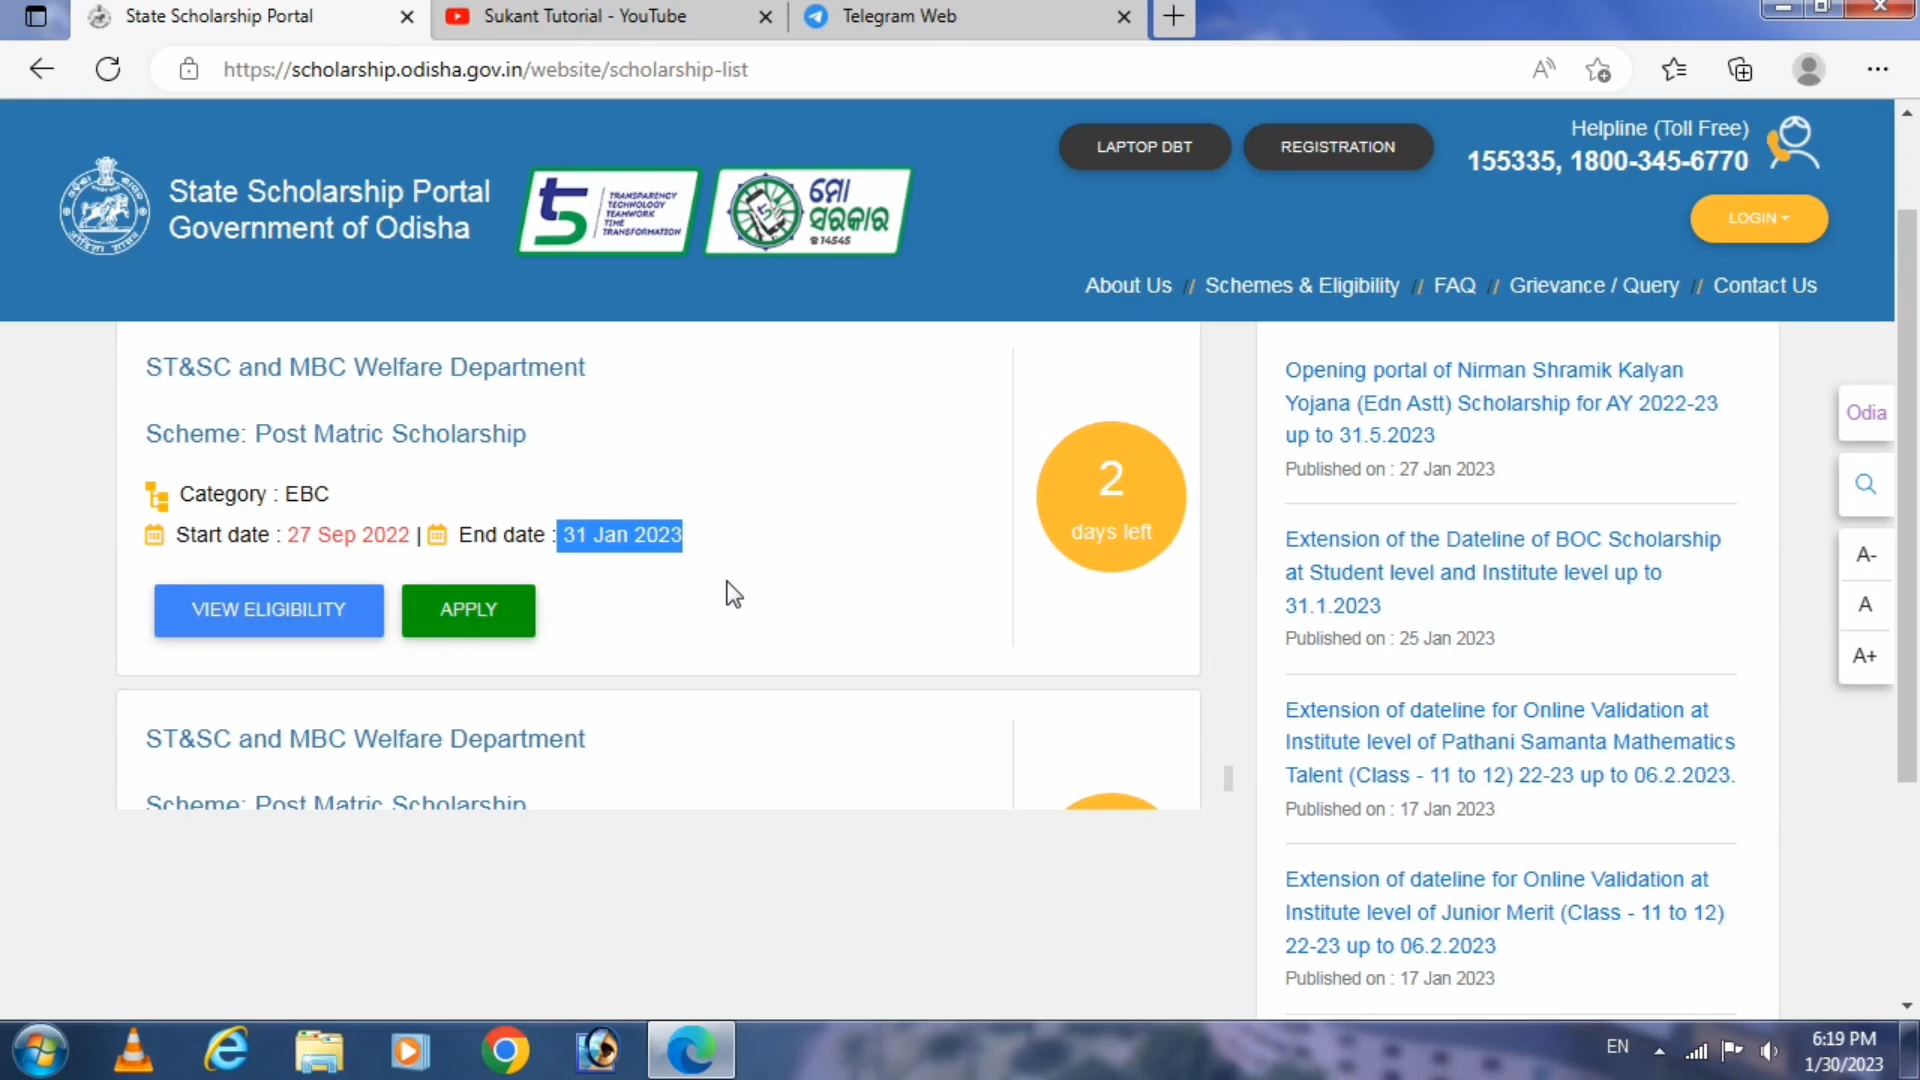 State Scholarship Portal
Sukant Tutorial - YouTube
Telegram Web
https://scholarship.odisha.gov.in/website/scholarship-list
State Scholarship Portal
Government of Odisha
t5
TRANSPARENCY
TECHNOLOGY
TEAMWORK
TIME
TRANSFORMATION
ମୋ
ସରକାର
14545
LAPTOP DBT
REGISTRATION
Helpline (Toll Free)
155335, 1800-345-6770
LOGIN
About Us // Schemes & Eligibility // FAQ // Grievance / Query // Contact Us
ST&SC and MBC Welfare Department
Scheme: Post Matric Scholarship
Category : EBC
Start date : 27 Sep 2022 | End date : 31 Jan 2023
VIEW ELIGIBILITY
APPLY
2
days left
ST&SC and MBC Welfare Department
Scheme: Post Matric Scholarship
Opening portal of Nirman Shramik Kalyan
Yojana (Edn Astt) Scholarship for AY 2022-23
up to 31.5.2023
Published on : 27 Jan 2023
Extension of the Dateline of BOC Scholarship
at Student level and Institute level up to
31.1.2023
Published on : 25 Jan 2023
Extension of dateline for Online Validation at
Institute level of Pathani Samanta Mathematics
Talent (Class - 11 to 12) 22-23 up to 06.2.2023.
Published on : 17 Jan 2023
Extension of dateline for Online Validation at
Institute level of Junior Merit (Class - 11 to 12)
22-23 up to 06.2.2023
Published on : 17 Jan 2023
Odia
A-
A
A+
EN
6:19 PM
1/30/2023